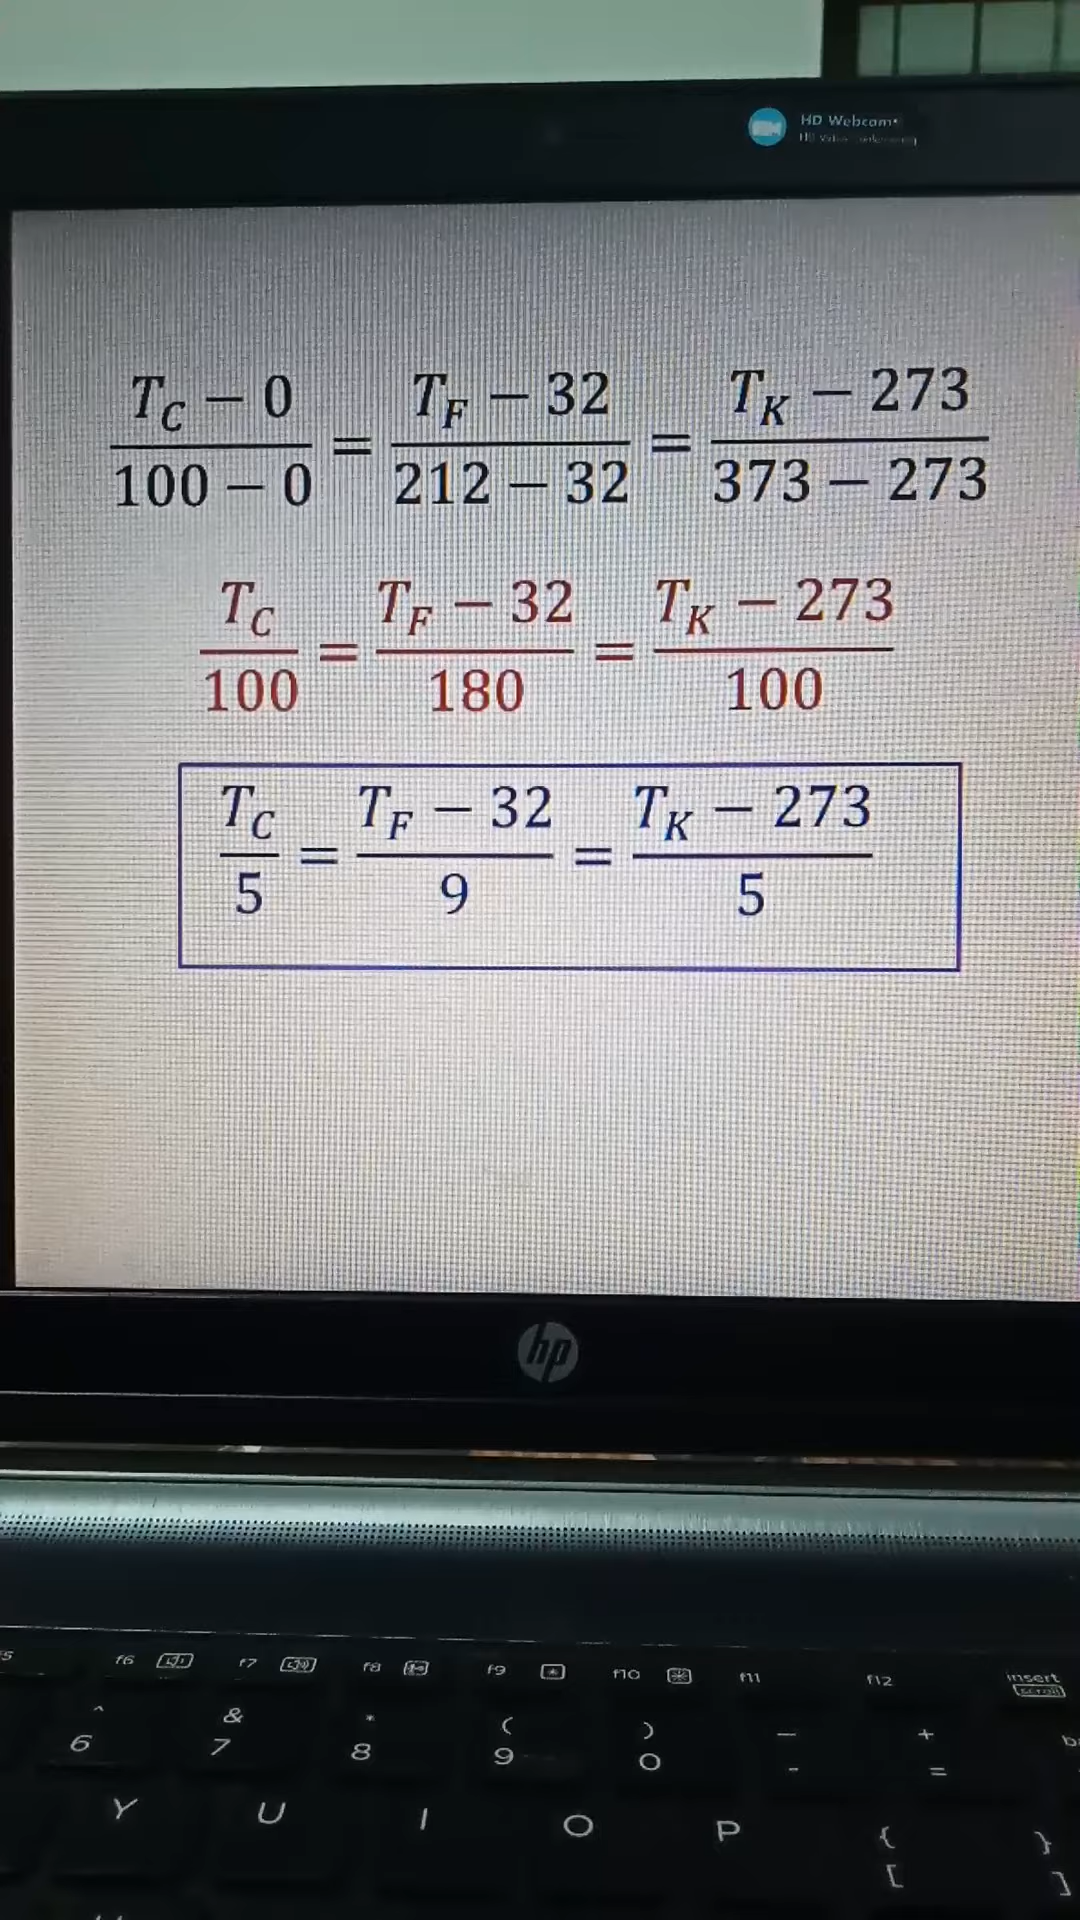 HD Webcam
T_C − 0 / 100 − 0 = T_F − 32 / 212 − 32 = T_K − 273 / 373 − 273
T_C / 100 = T_F − 32 / 180 = T_K − 273 / 100
T_C / 5 = T_F − 32 / 9 = T_K − 273 / 5
hp
f6 f7 f8 f9 f10 f11 f12 insert
scroll
^ & * ( ) — +
6 7 8 9 0 - =
Y U I O P { }
[ ]